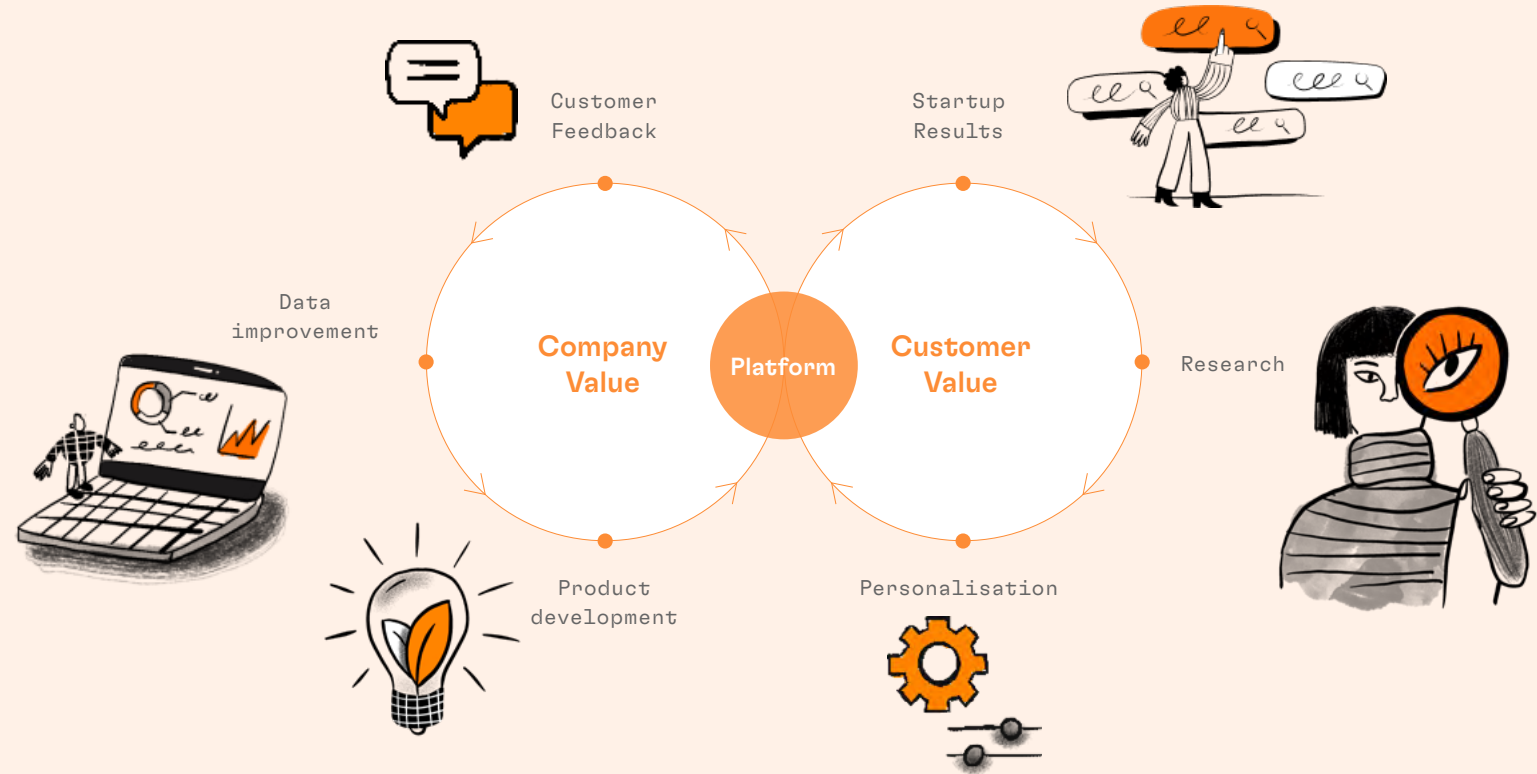 Customer
Feedback
Startup
Results
Data
improvement
Company
Value
Platform
Customer
Value
Research
Product
development
Personalisation